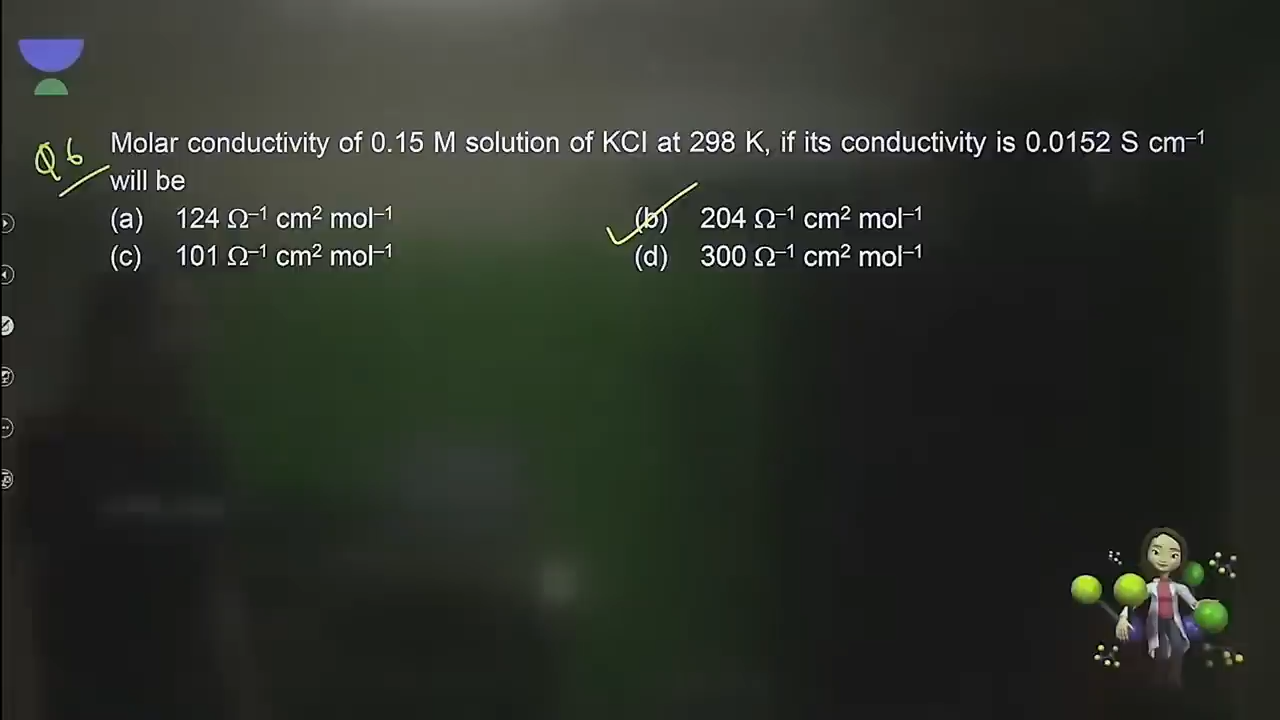 Q6 Molar conductivity of 0.15 M solution of KCl at 298 K, if its conductivity is 0.0152 S cm⁻¹
will be
(a) 124 Ω⁻¹ cm² mol⁻¹ (b) 204 Ω⁻¹ cm² mol⁻¹
(c) 101 Ω⁻¹ cm² mol⁻¹ (d) 300 Ω⁻¹ cm² mol⁻¹